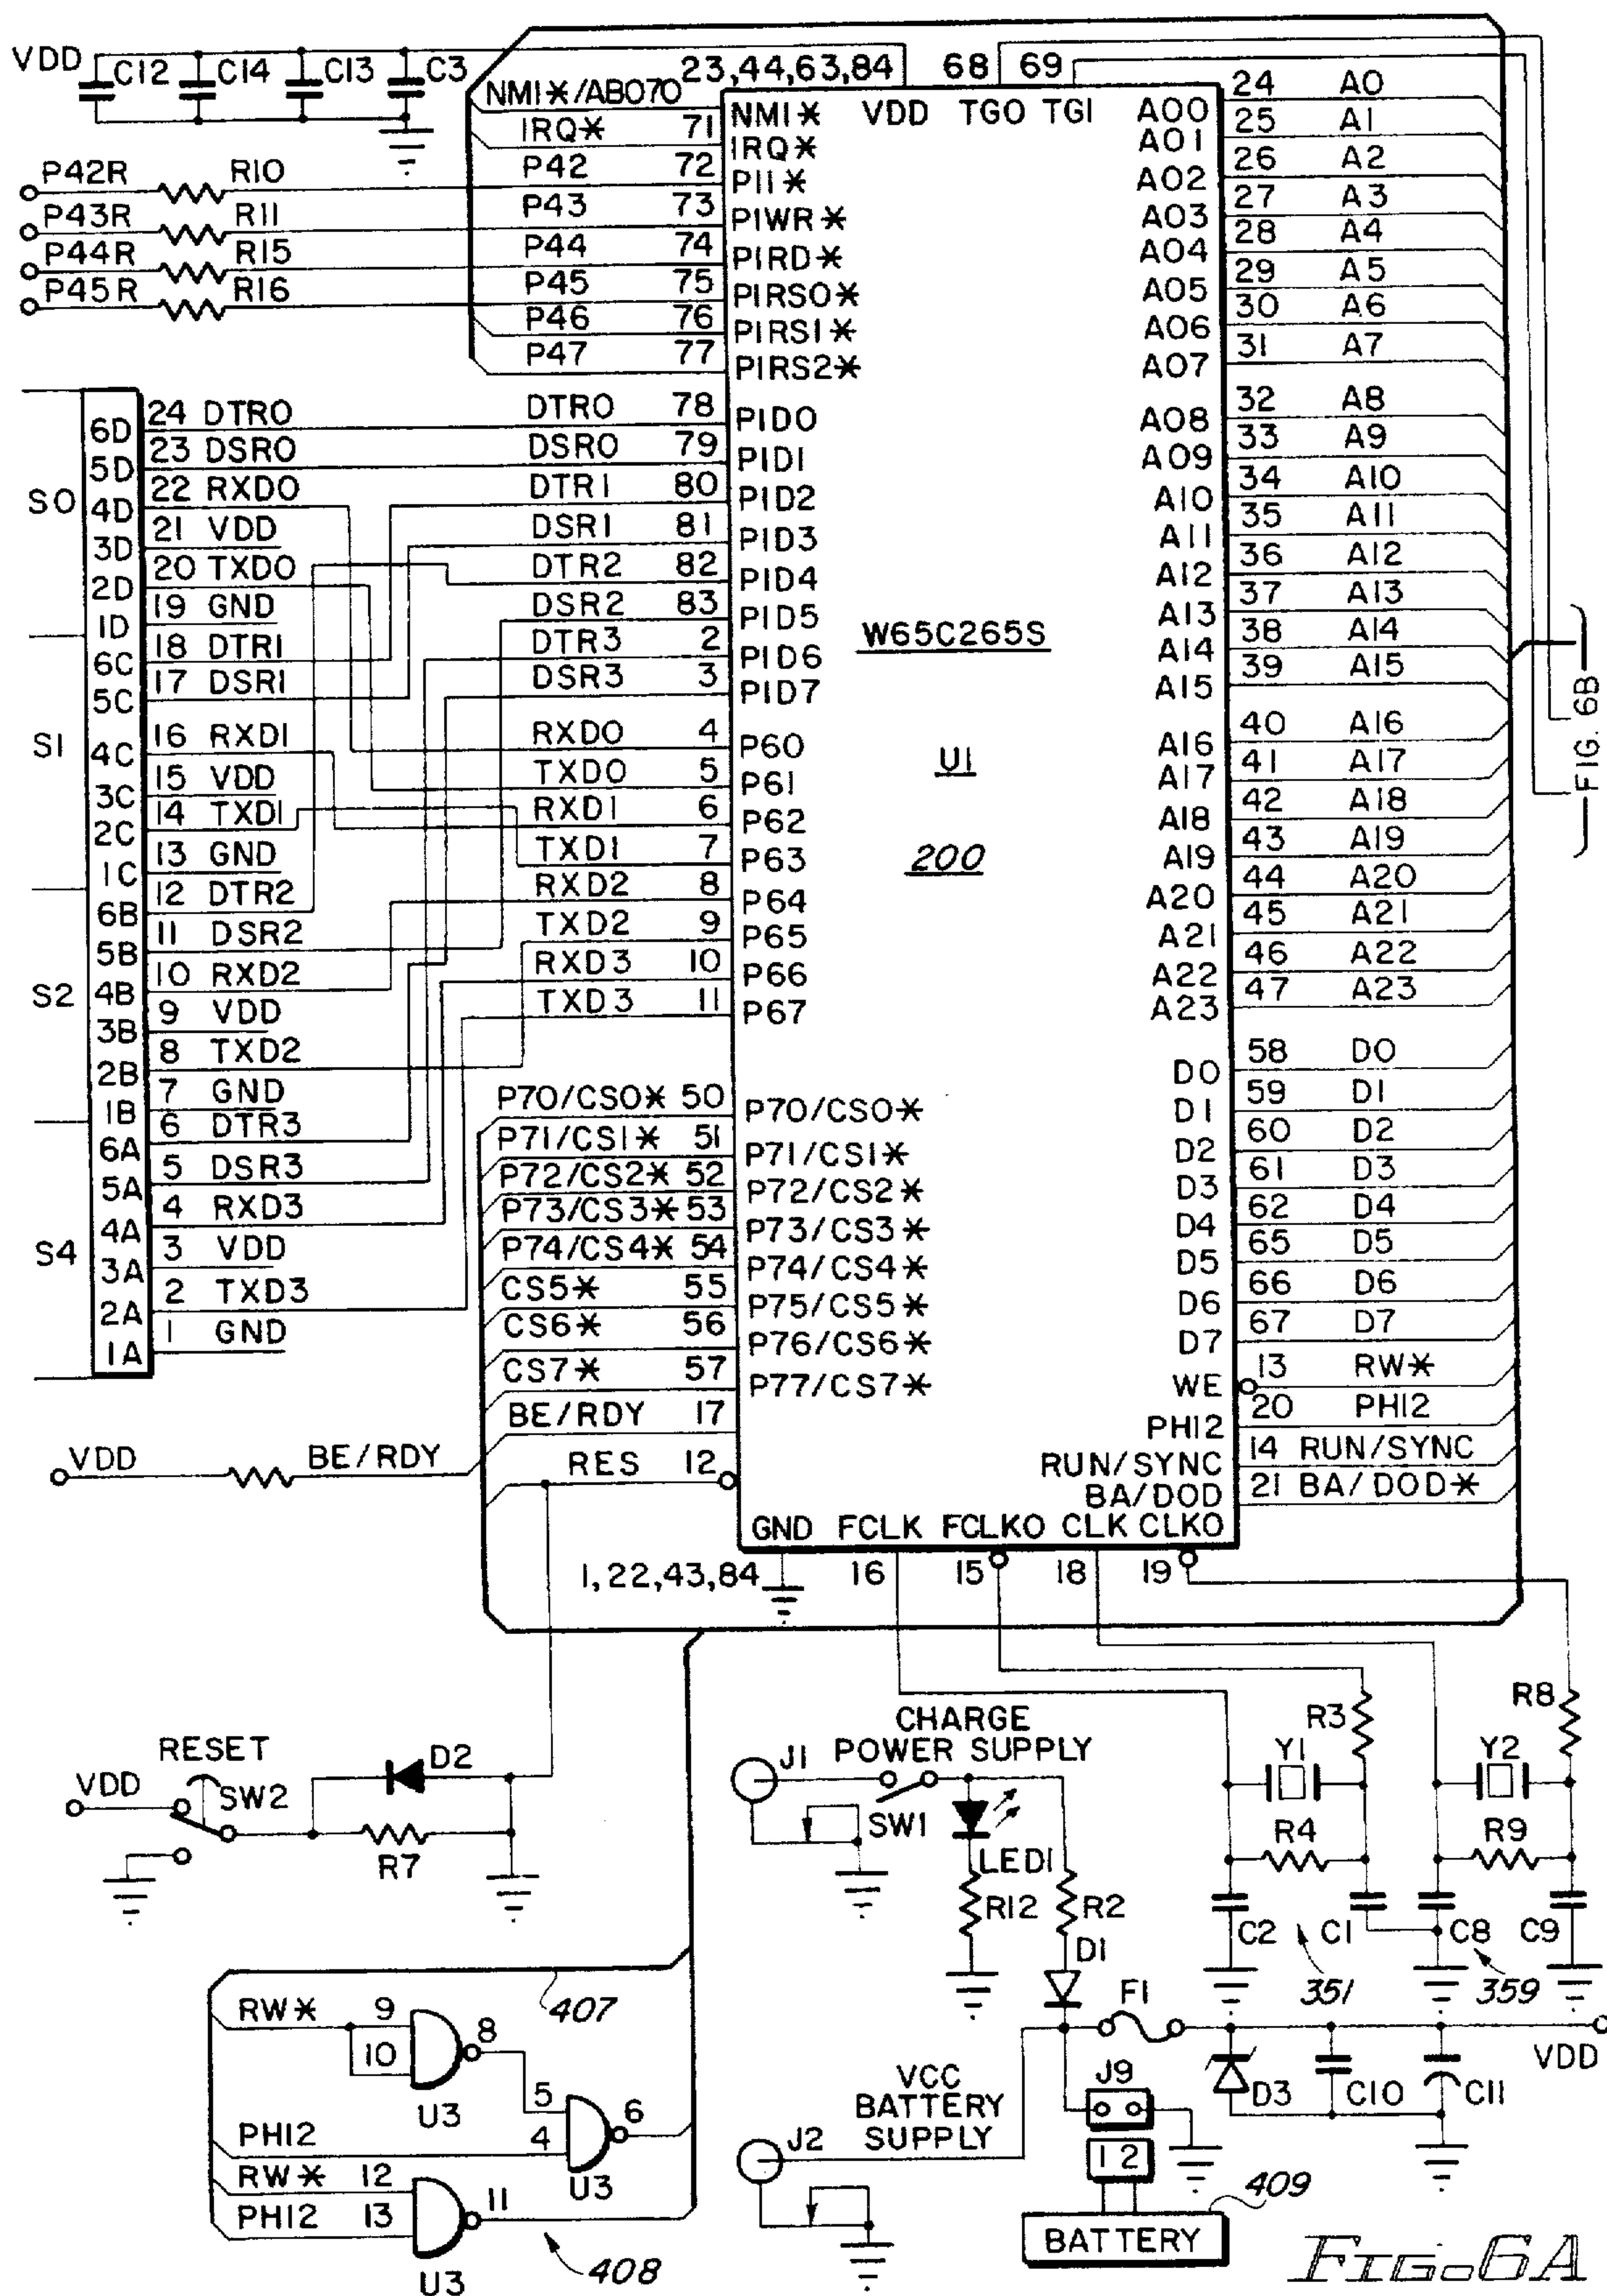 VDD C12 C14 C13 C3 23,44,63,84 68 69
NMI*/AB070 NMI* VDD TGO TGI A00 24 A0
IRQ* 71 IRQ* A01 25 A1
P42R R10 P42 72 PII* A02 26 A2
P43R R11 P43 73 PIWR* A03 27 A3
P44R R15 P44 74 PIRD* A04 28 A4
P45R R16 P45 75 PIRS0* A05 29 A5
P46 76 PIRS1* A06 30 A6
P47 77 PIRS2* A07 31 A7
6D 24 DTR0 DTR0 78 PID0 A08 32 A8
5D 23 DSR0 DSR0 79 PID1 A09 33 A9
S0 4D 22 RXD0 DTR1 80 PID2 A10 34 A10
3D 21 VDD DSR1 81 PID3 A11 35 A11
2D 20 TXD0 DTR2 82 PID4 A12 36 A12
1D 19 GND DSR2 83 PID5 A13 37 A13
W65C265S
6C 18 DTR1 DTR3 2 PID6 A14 38 A14
5C 17 DSR1 DSR3 3 PID7 A15 39 A15
FIG. 6B
S1 4C 16 RXD1 RXD0 4 P60 U1 A16 40 A16
3C 15 VDD TXD0 5 P61 A17 41 A17
2C 14 TXD1 RXD1 6 P62 A18 42 A18
1C 13 GND TXD1 7 P63 200 A19 43 A19
6B 12 DTR2 RXD2 8 P64 A20 44 A20
5B 11 DSR2 TXD2 9 P65 A21 45 A21
S2 4B 10 RXD2 RXD3 10 P66 A22 46 A22
3B 9 VDD TXD3 11 P67 A23 47 A23
2B 8 TXD2 D0 58 D0
1B 7 GND P70/CS0* 50 P70/CS0* D1 59 D1
6A 6 DTR3 P71/CS1* 51 P71/CS1* D2 60 D2
5A 5 DSR3 P72/CS2* 52 P72/CS2* D3 61 D3
4A 4 RXD3 P73/CS3* 53 P73/CS3* D4 62 D4
S4 3A 3 VDD P74/CS4* 54 P74/CS4* D5 65 D5
2A 2 TXD3 CS5* 55 P75/CS5* D6 66 D6
1A 1 GND CS6* 56 P76/CS6* D7 67 D7
CS7* 57 P77/CS7* WE 13 RW*
BE/RDY 17 PHI2 20 PHI2
VDD BE/RDY RES 12 RUN/SYNC 14 RUN/SYNC
BA/DOD 21 BA/DOD*
GND FCLK FCLKO CLK CLKO
1,22,43,84 16 15 18 19
R3 R8
RESET D2 J1 CHARGE
POWER SUPPLY Y1 Y2
VDD SW2 SW1
R7 LED1 R4 R9
R12 R2 C2 C1 C8 C9
D1 351 359
407 F1 VDD
RW* 9 10 8
U3
VCC
BATTERY
SUPPLY J9 D3 C10 C11
PHI2 5 4 6
U3
J2 1 2
RW* 12
PHI2 13 11
U3
408
409
BATTERY
FIG. 6A